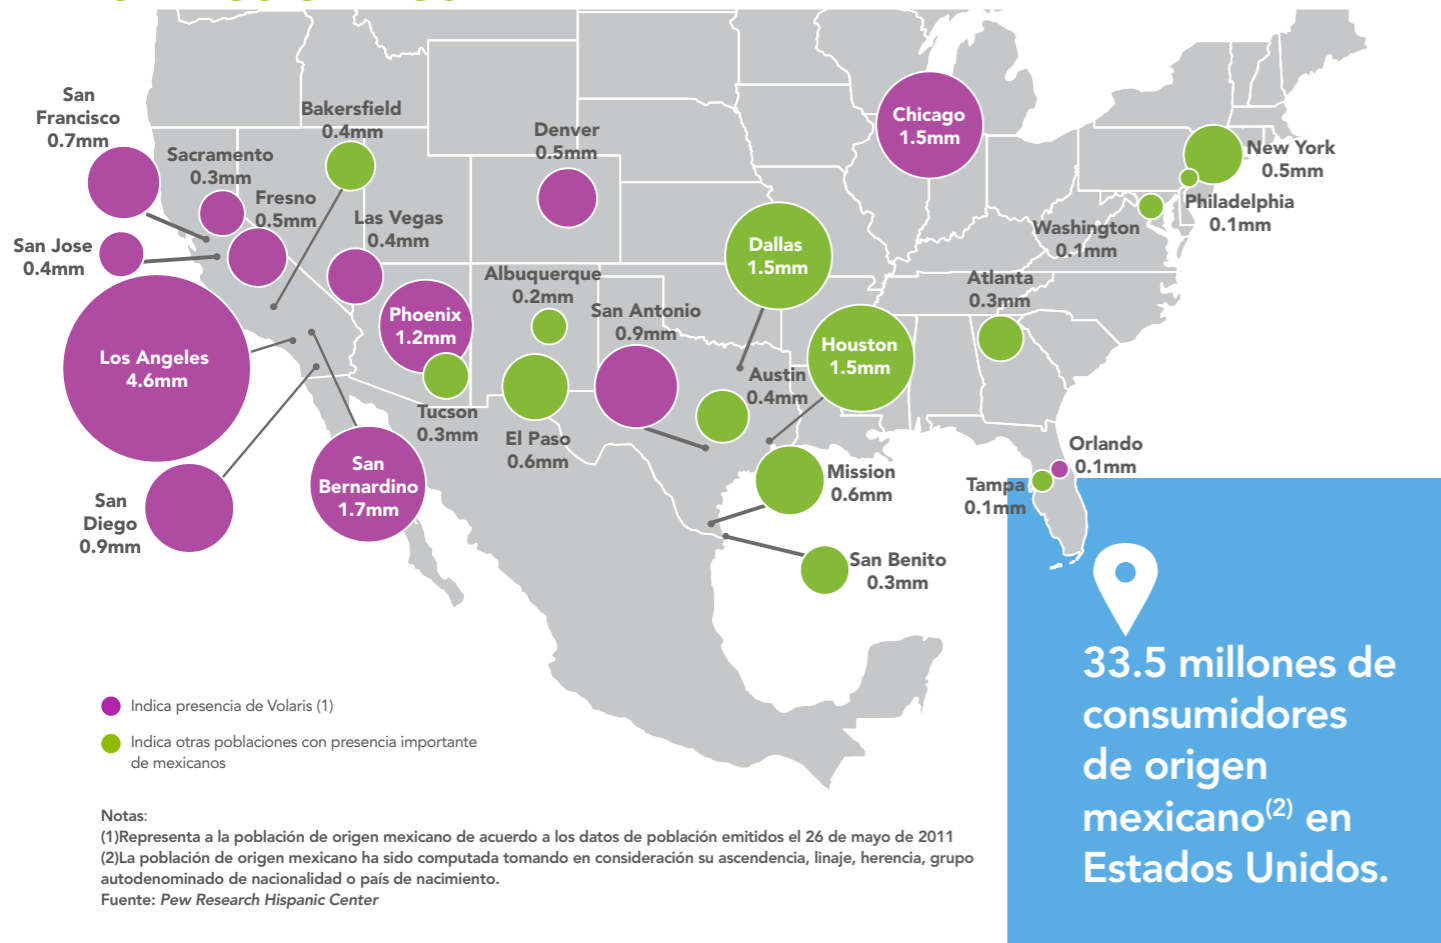 San
Francisco
0.7mm
Bakersfield
0.4mm
Sacramento
0.3mm
Fresno
0.5mm
San Jose
0.4mm
Las Vegas
0.4mm
Denver
0.5mm
Chicago
1.5mm
New York
0.5mm
Philadelphia
0.1mm
Washington
0.1mm
Atlanta
0.3mm
Dallas
1.5mm
Albuquerque
0.2mm
San Antonio
0.9mm
Phoenix
1.2mm
Los Angeles
4.6mm
Houston
1.5mm
Austin
0.4mm
Tucson
0.3mm
El Paso
0.6mm
San
Bernardino
1.7mm
San
Diego
0.9mm
Mission
0.6mm
San Benito
0.3mm
Orlando
0.1mm
Tampa
0.1mm
33.5 millones de
consumidores
de origen
mexicano(2) en
Estados Unidos.
Indica presencia de Volaris (1)
Indica otras poblaciones con presencia importante
de mexicanos
Notas:
(1)Representa a la población de origen mexicano de acuerdo a los datos de población emitidos el 26 de mayo de 2011
(2)La población de origen mexicano ha sido computada tomando en consideración su ascendencia, linaje, herencia, grupo
autodenominado de nacionalidad o país de nacimiento.
Fuente: Pew Research Hispanic Center